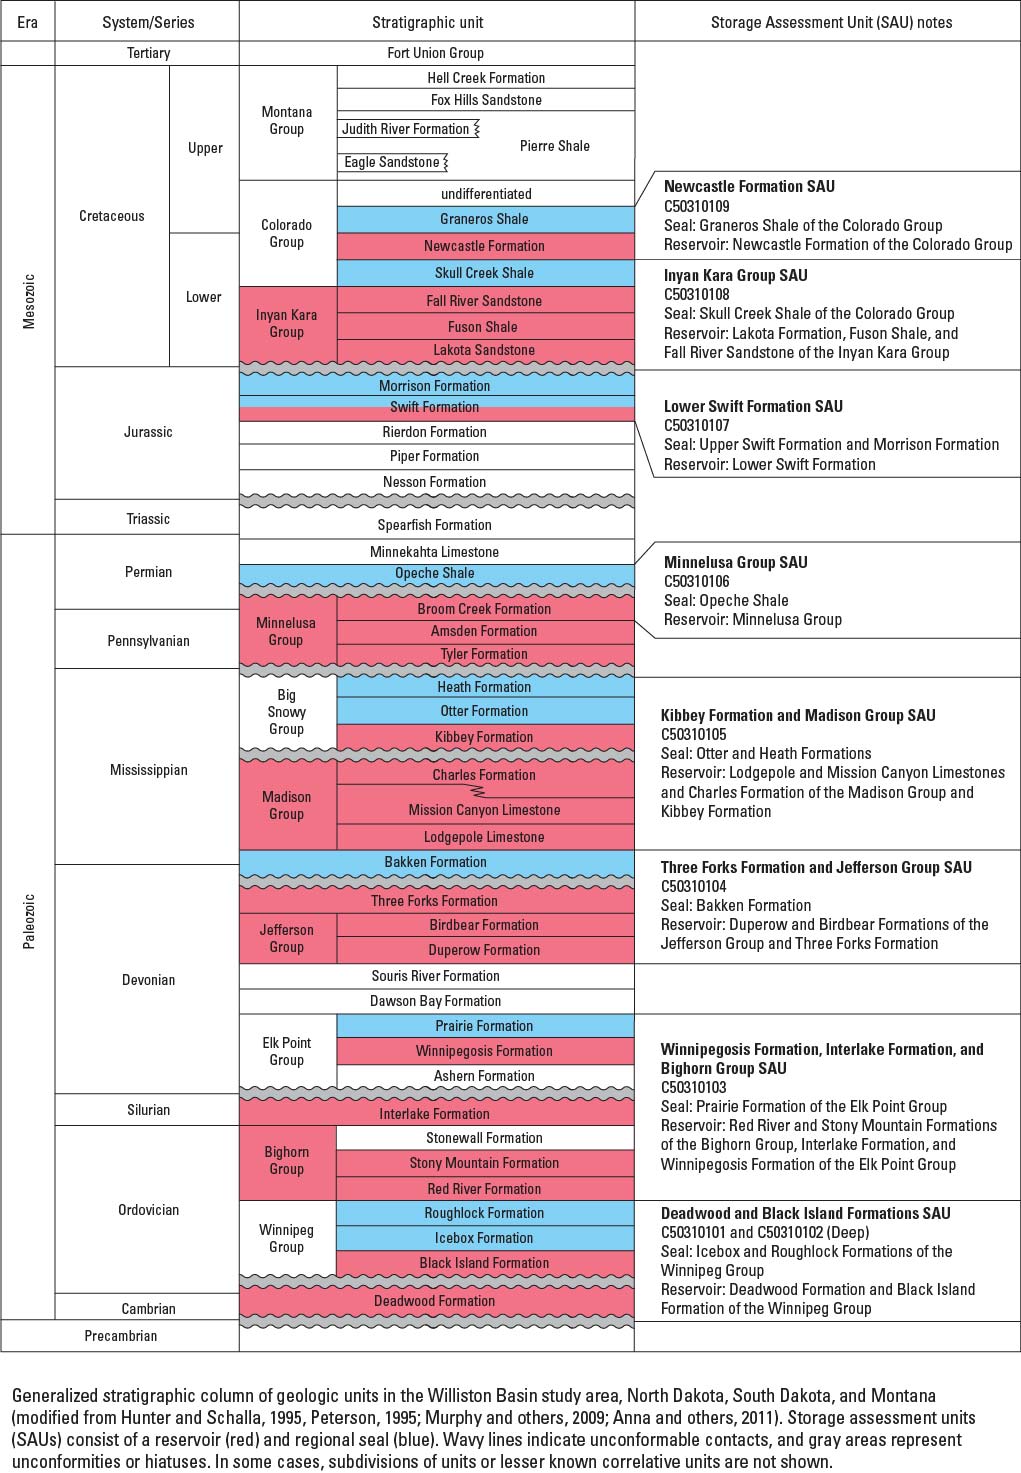 Era
System/Series
Stratigraphic unit
Storage Assessment Unit (SAU) notes
Tertiary
Fort Union Group
Mesozoic
Cretaceous
Upper
Lower
Montana
Group
Hell Creek Formation
Fox Hills Sandstone
Judith River Formation
Pierre Shale
Eagle Sandstone
Colorado
Group
undifferentiated
Graneros Shale
Newcastle Formation
Skull Creek Shale
Inyan Kara
Group
Fall River Sandstone
Fuson Shale
Lakota Sandstone
Newcastle Formation SAU
C50310109
Seal: Graneros Shale of the Colorado Group
Reservoir: Newcastle Formation of the Colorado Group
Inyan Kara Group SAU
C50310108
Seal: Skull Creek Shale of the Colorado Group
Reservoir: Lakota Formation, Fuson Shale, and
Fall River Sandstone of the Inyan Kara Group
Jurassic
Morrison Formation
Swift Formation
Rierdon Formation
Piper Formation
Nesson Formation
Lower Swift Formation SAU
C50310107
Seal: Upper Swift Formation and Morrison Formation
Reservoir: Lower Swift Formation
Triassic
Spearfish Formation
Paleozoic
Permian
Minnekahta Limestone
Opeche Shale
Minnelusa
Group
Broom Creek Formation
Pennsylvanian
Amsden Formation
Tyler Formation
Minnelusa Group SAU
C50310106
Seal: Opeche Shale
Reservoir: Minnelusa Group
Mississippian
Big
Snowy
Group
Heath Formation
Otter Formation
Kibbey Formation
Madison
Group
Charles Formation
Mission Canyon Limestone
Lodgepole Limestone
Kibbey Formation and Madison Group SAU
C50310105
Seal: Otter and Heath Formations
Reservoir: Lodgepole and Mission Canyon Limestones
and Charles Formation of the Madison Group and
Kibbey Formation
Bakken Formation
Devonian
Three Forks Formation
Jefferson
Group
Birdbear Formation
Duperow Formation
Three Forks Formation and Jefferson Group SAU
C50310104
Seal: Bakken Formation
Reservoir: Duperow and Birdbear Formations of the
Jefferson Group and Three Forks Formation
Souris River Formation
Dawson Bay Formation
Elk Point
Group
Prairie Formation
Winnipegosis Formation
Ashern Formation
Silurian
Interlake Formation
Ordovician
Bighorn
Group
Stonewall Formation
Stony Mountain Formation
Red River Formation
Winnipegosis Formation, Interlake Formation, and
Bighorn Group SAU
C50310103
Seal: Prairie Formation of the Elk Point Group
Reservoir: Red River and Stony Mountain Formations
of the Bighorn Group, Interlake Formation, and
Winnipegosis Formation of the Elk Point Group
Winnipeg
Group
Roughlock Formation
Icebox Formation
Black Island Formation
Cambrian
Deadwood Formation
Deadwood and Black Island Formations SAU
C50310101 and C50310102 (Deep)
Seal: Icebox and Roughlock Formations of the
Winnipeg Group
Reservoir: Deadwood Formation and Black Island
Formation of the Winnipeg Group
Precambrian
Generalized stratigraphic column of geologic units in the Williston Basin study area, North Dakota, South Dakota, and Montana
(modified from Hunter and Schalla, 1995, Peterson, 1995; Murphy and others, 2009; Anna and others, 2011). Storage assessment units
(SAUs) consist of a reservoir (red) and regional seal (blue). Wavy lines indicate unconformable contacts, and gray areas represent
unconformities or hiatuses. In some cases, subdivisions of units or lesser known correlative units are not shown.